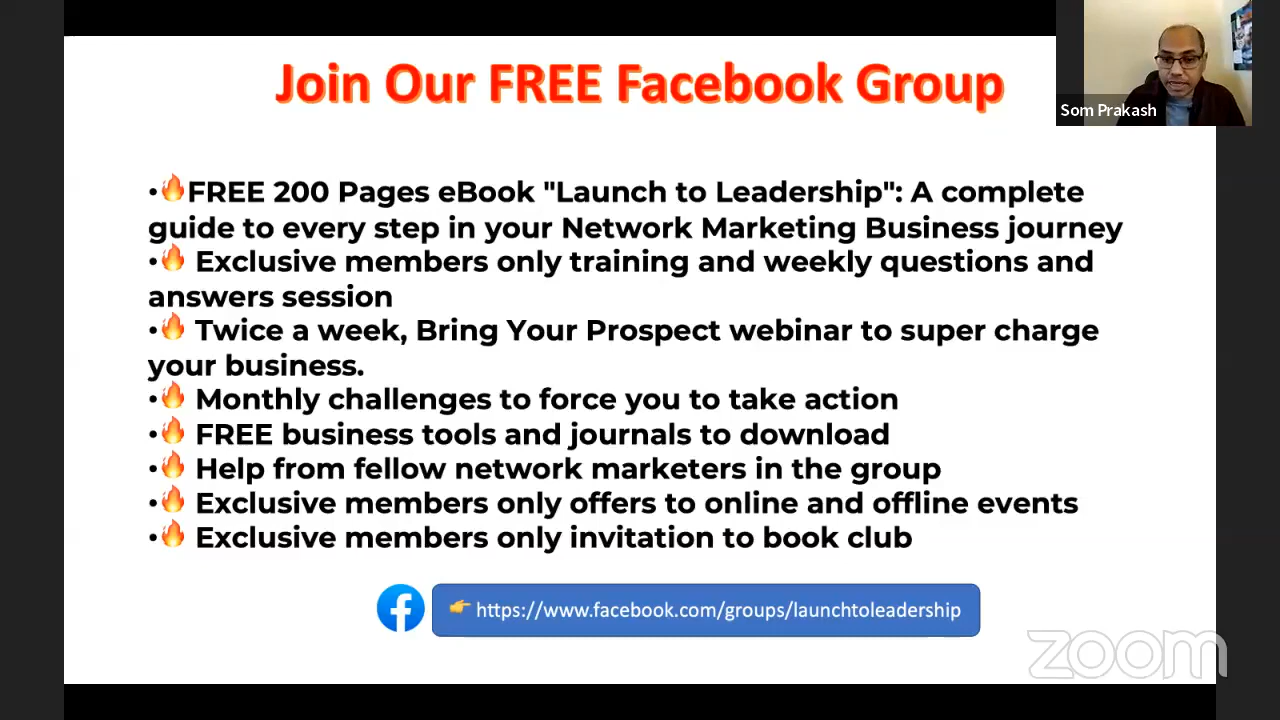 Join Our FREE Facebook Group
Som Prakash
•🔥FREE 200 Pages eBook "Launch to Leadership": A complete
guide to every step in your Network Marketing Business journey
•🔥 Exclusive members only training and weekly questions and
answers session
•🔥 Twice a week, Bring Your Prospect webinar to super charge
your business.
•🔥 Monthly challenges to force you to take action
•🔥 FREE business tools and journals to download
•🔥 Help from fellow network marketers in the group
•🔥 Exclusive members only offers to online and offline events
•🔥 Exclusive members only invitation to book club
👉 https://www.facebook.com/groups/launchtoleadership
zoom